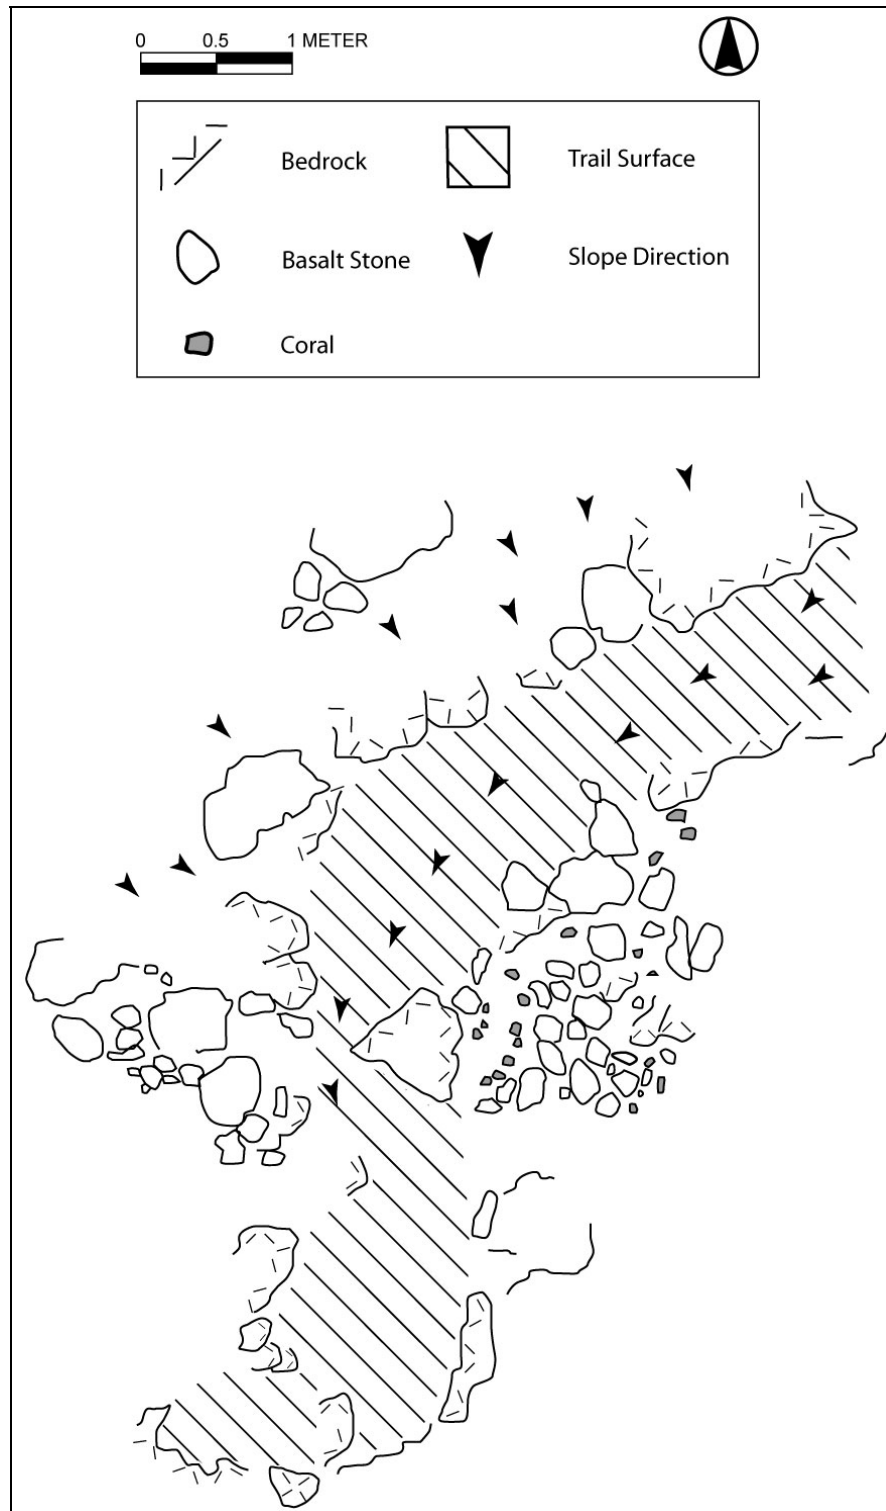 0 0.5 1 METER
Bedrock
Trail Surface
Basalt Stone
Slope Direction
Coral